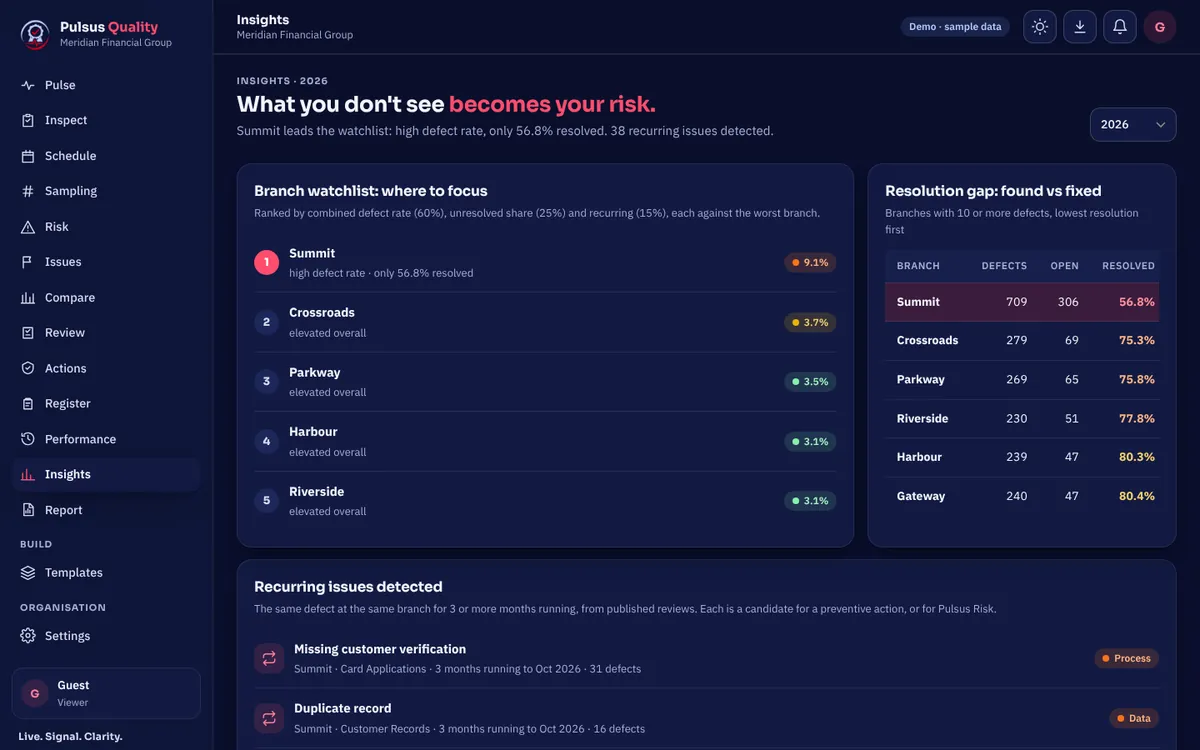 Pulsus Quality
Meridian Financial Group
Pulse
Inspect
Schedule
Sampling
Risk
Issues
Compare
Review
Actions
Register
Performance
Insights
Report
BUILD
Templates
ORGANISATION
Settings
G
Guest
Viewer
Live. Signal. Clarity.
Insights
Meridian Financial Group
Demo · sample data
G
INSIGHTS · 2026
What you don't see becomes your risk.
Summit leads the watchlist: high defect rate, only 56.8% resolved. 38 recurring issues detected.
2026
Branch watchlist: where to focus
Ranked by combined defect rate (60%), unresolved share (25%) and recurring (15%), each against the worst branch.
1
Summit
high defect rate · only 56.8% resolved
9.1%
2
Crossroads
elevated overall
3.7%
3
Parkway
elevated overall
3.5%
4
Harbour
elevated overall
3.1%
5
Riverside
elevated overall
3.1%
Resolution gap: found vs fixed
Branches with 10 or more defects, lowest resolution
first
BRANCH DEFECTS OPEN RESOLVED
Summit 709 306 56.8%
Crossroads 279 69 75.3%
Parkway 269 65 75.8%
Riverside 230 51 77.8%
Harbour 239 47 80.3%
Gateway 240 47 80.4%
Recurring issues detected
The same defect at the same branch for 3 or more months running, from published reviews. Each is a candidate for a preventive action, or for Pulsus Risk.
Missing customer verification
Summit · Card Applications · 3 months running to Oct 2026 · 31 defects
Process
Duplicate record
Summit · Customer Records · 3 months running to Oct 2026 · 16 defects
Data